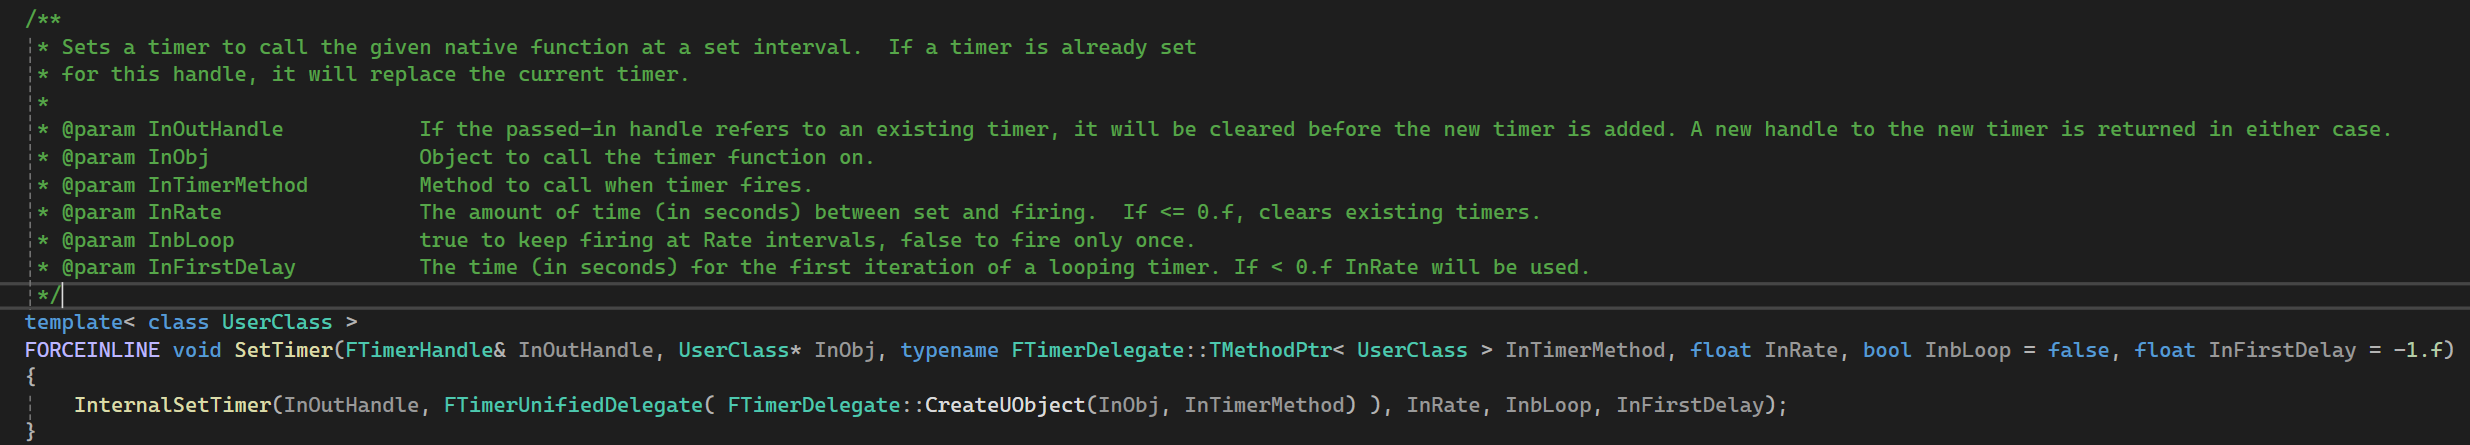 /**
 * Sets a timer to call the given native function at a set interval.  If a timer is already set
 * for this handle, it will replace the current timer.
 *
 * @param InOutHandle			If the passed-in handle refers to an existing timer, it will be cleared before the new timer is added. A new handle to the new timer is returned in either case.
 * @param InObj				Object to call the timer function on.
 * @param InTimerMethod		Method to call when timer fires.
 * @param InRate				The amount of time (in seconds) between set and firing.  If <= 0.f, clears existing timers.
 * @param InbLoop				true to keep firing at Rate intervals, false to fire only once.
 * @param InFirstDelay			The time (in seconds) for the first iteration of a looping timer. If < 0.f InRate will be used.
 */
template< class UserClass >
FORCEINLINE void SetTimer(FTimerHandle& InOutHandle, UserClass* InObj, typename FTimerDelegate::TMethodPtr< UserClass > InTimerMethod, float InRate, bool InbLoop = false, float InFirstDelay = -1.f)
{
    InternalSetTimer(InOutHandle, FTimerUnifiedDelegate( FTimerDelegate::CreateUObject(InObj, InTimerMethod) ), InRate, InbLoop, InFirstDelay);
}